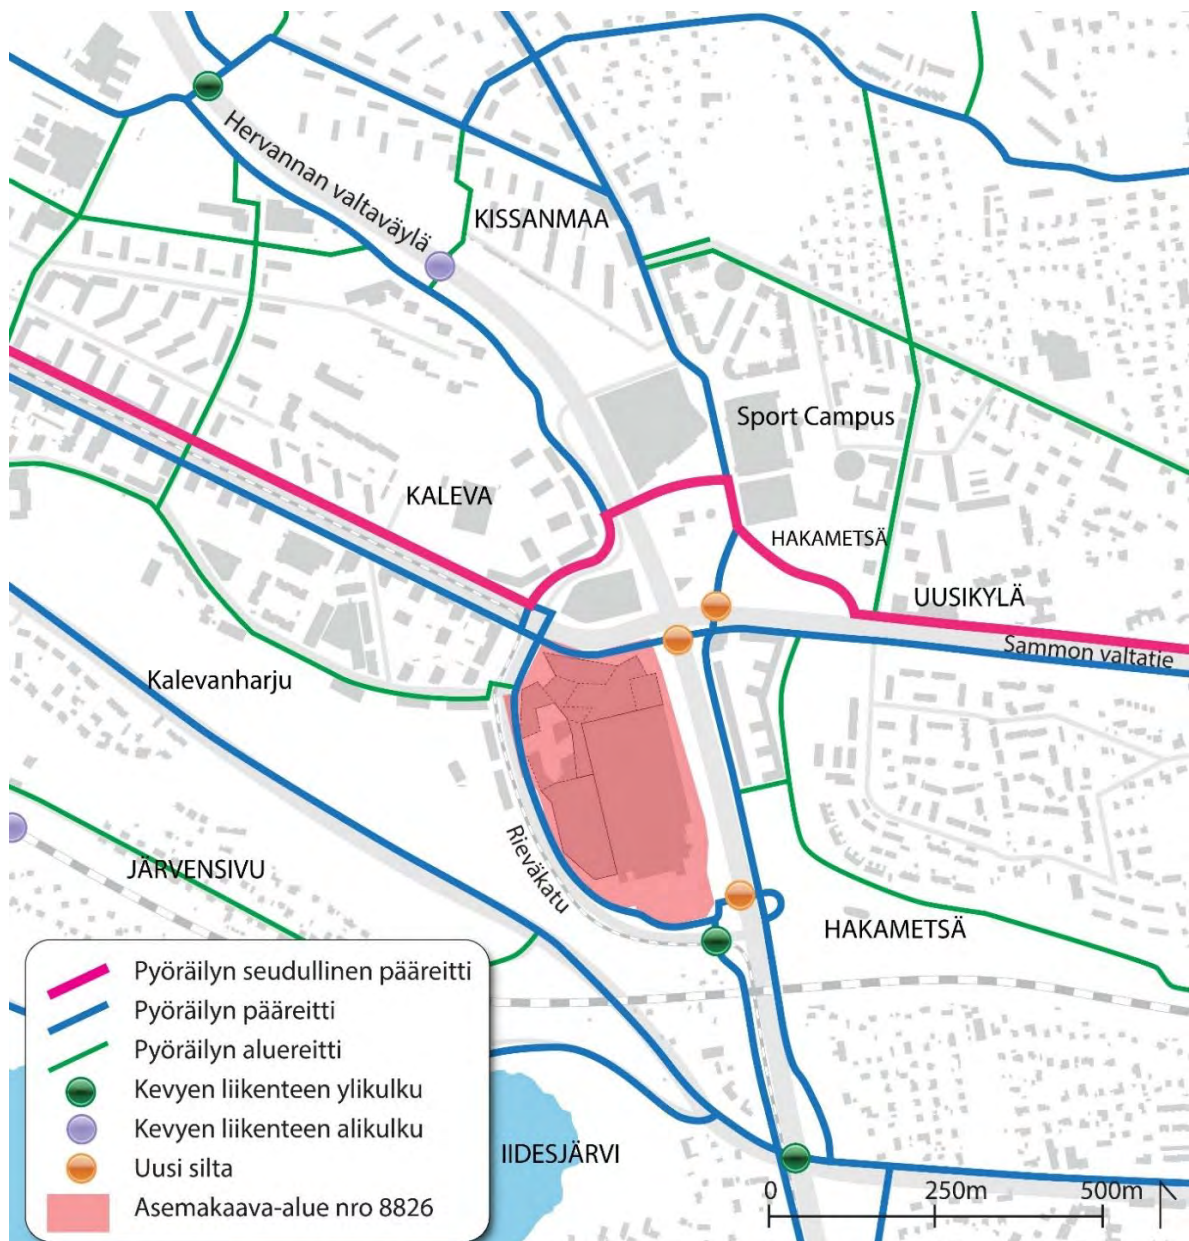 Hervannan valtaväylä
KISSANMAA
Sport Campus
KALEVA
HAKAMETSÄ
UUSIKYLÄ
Sammon valtatie
Kalevanharju
Rieväkatu
JÄRVENSIVU
HAKAMETSÄ
Pyöräilyn seudullinen pääreitti
Pyöräilyn pääreitti
Pyöräilyn aluereitti
Kevyen liikenteen ylikulku
Kevyen liikenteen alikulku
Uusi silta
Asemakaava-alue nro 8826
IIDESJÄRVI
0 250m 500m